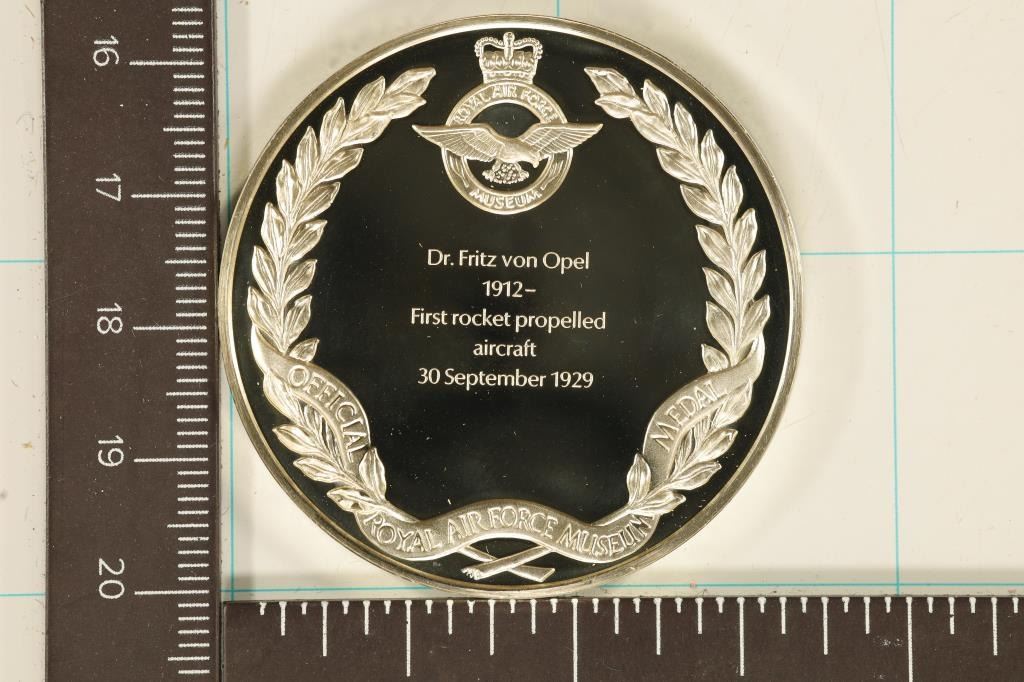 ROYAL AIR FORCE
MUSEUM
Dr. Fritz von Opel
1912–
First rocket propelled
aircraft
30 September 1929
OFFICIAL
MEDAL
ROYAL AIR FORCE MUSEUM
16
17
18
19
20